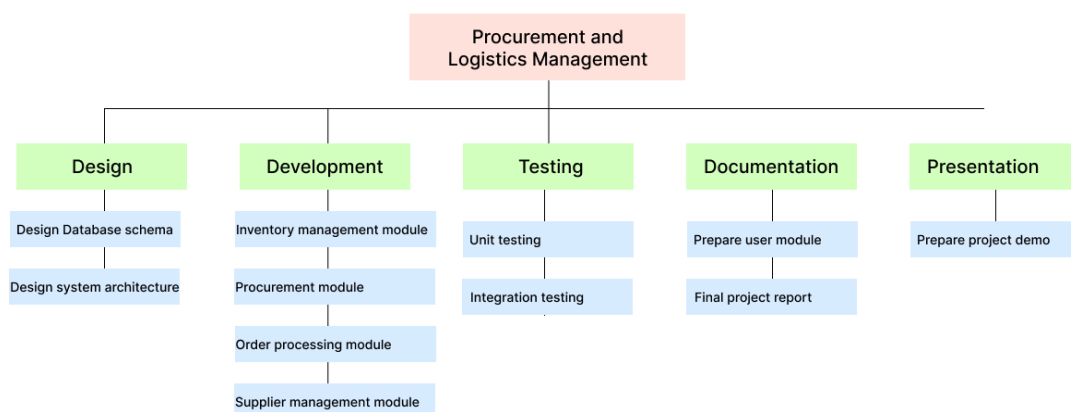 Procurement and
Logistics Management
Design
Development
Testing
Documentation
Presentation
Design Database schema
Design system architecture
Inventory management module
Procurement module
Order processing module
Supplier management module
Unit testing
Integration testing
Prepare user module
Final project report
Prepare project demo